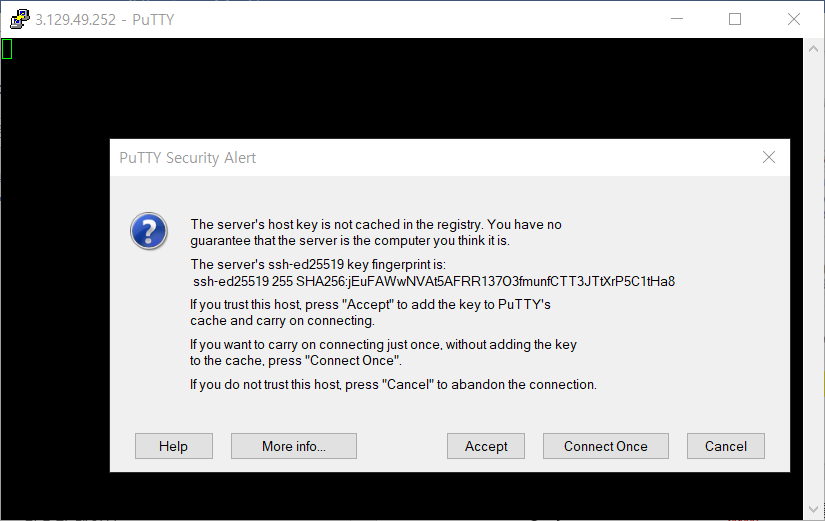 3.129.49.252 - PuTTY
PuTTY Security Alert
The server's host key is not cached in the registry. You have no
guarantee that the server is the computer you think it is.
The server's ssh-ed25519 key fingerprint is:
ssh-ed25519 255 SHA256:jEuFAWwNVAt5AFRR137O3fmunfCTT3JTtXrP5C1tHa8
If you trust this host, press "Accept" to add the key to PuTTY's
cache and carry on connecting.
If you want to carry on connecting just once, without adding the key
to the cache, press "Connect Once".
If you do not trust this host, press "Cancel" to abandon the connection.
Help More info... Accept Connect Once Cancel